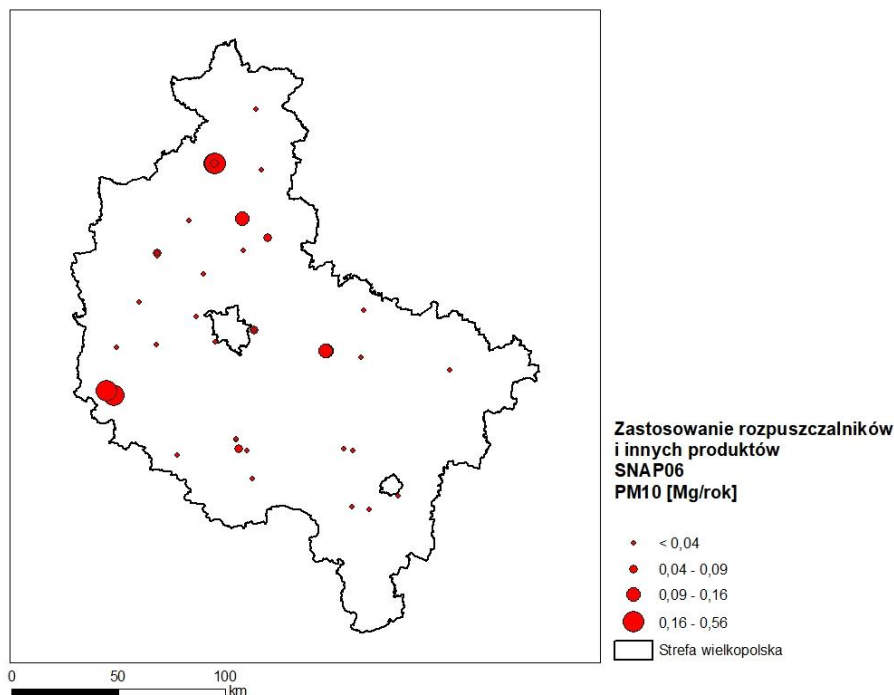 Zastosowanie rozpuszczalników
i innych produktów
SNAP06
PM10 [Mg/rok]
< 0,04
0,04 - 0,09
0,09 - 0,16
0,16 - 0,56
Strefa wielkopolska
0 50 100
km